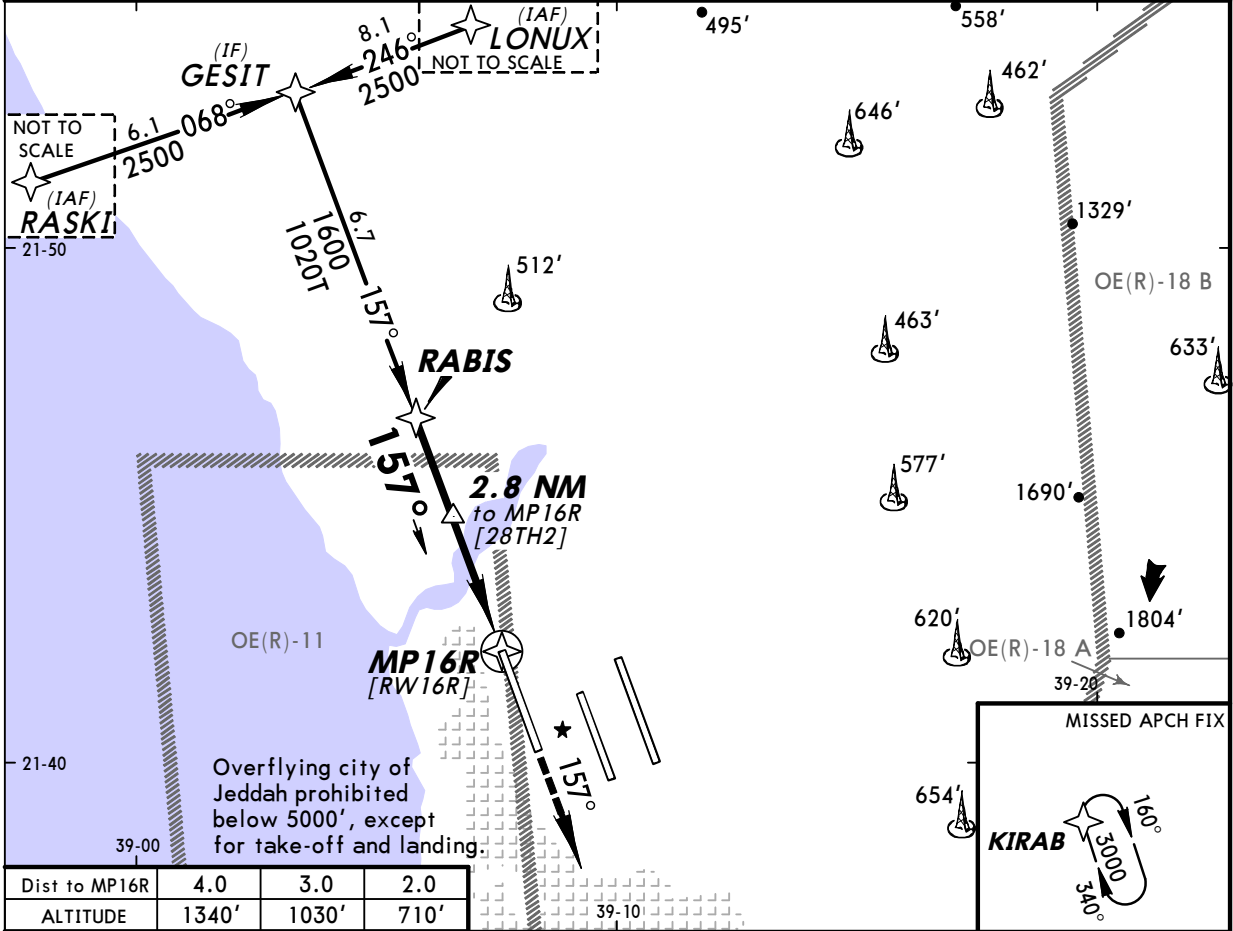 (IAF)
LONUX
NOT TO SCALE
8.1
246°
2500
(IF)
GESIT
495'
558'
462'
646'
NOT TO
SCALE
6.1
068°
2500
(IAF)
RASKI
21-50
6.7
1600
1020T
157°
512'
1329'
OE(R)-18 B
463'
633'
RABIS
157°
2.8 NM
to MP16R
[28TH2]
577'
1690'
OE(R)-11
MP16R
[RW16R]
620'
1804'
OE(R)-18 A
39-20
157°
21-40
Overflying city of
Jeddah prohibited
below 5000', except
for take-off and landing.
39-00
654'
MISSED APCH FIX
KIRAB
160°
3000
340°
Dist to MP16R 4.0 3.0 2.0
ALTITUDE 1340' 1030' 710'
39-10